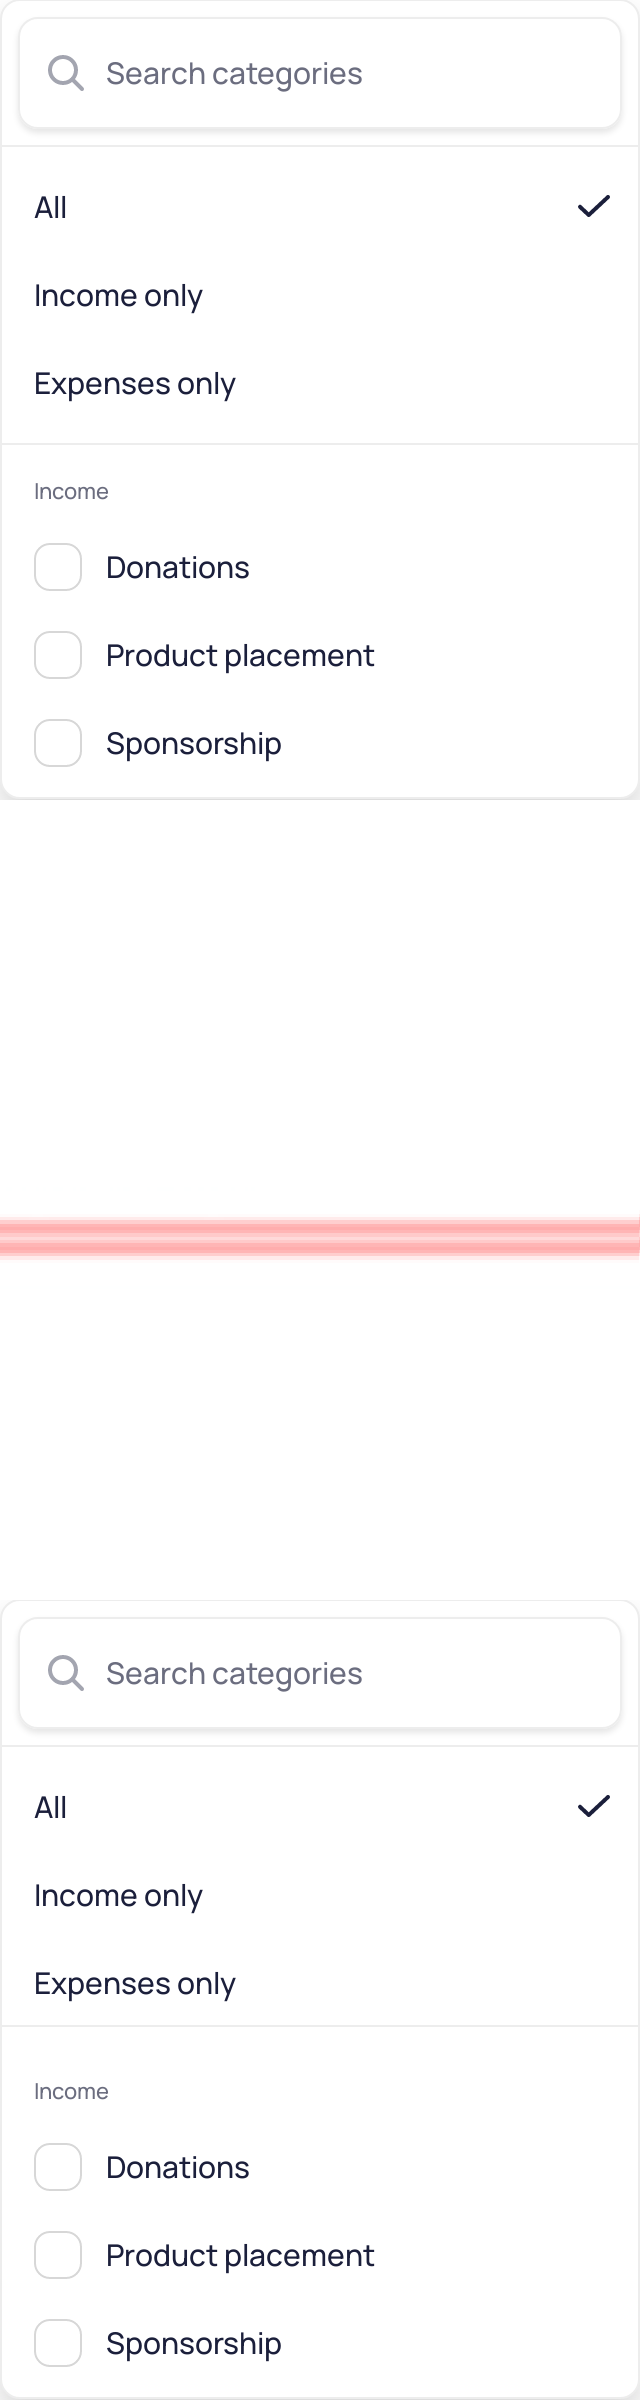 Search categories
All
Income only
Expenses only
Income
Donations
Product placement
Sponsorship
Search categories
All
Income only
Expenses only
Income
Donations
Product placement
Sponsorship